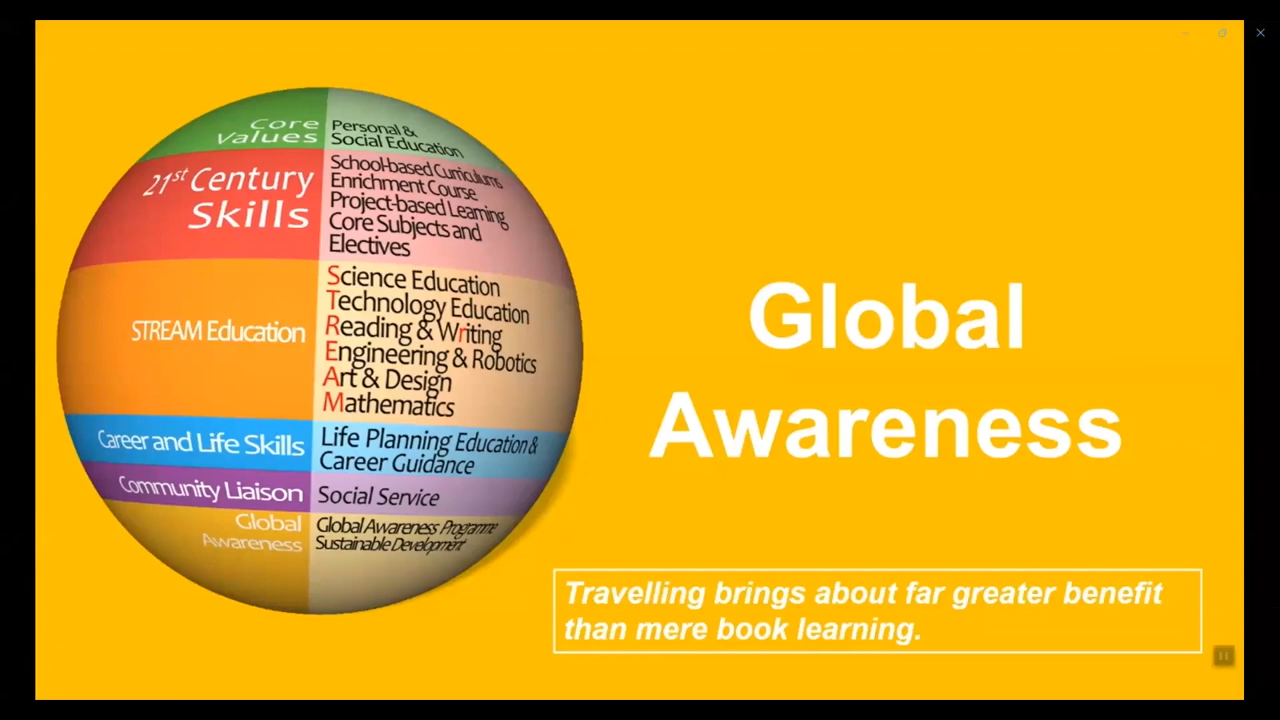 Core
Values
Personal &
Social Education
21st Century
Skills
School-based Curriculums
Enrichment Course
Project-based Learning
Core Subjects and
Electives
STREAM Education
Science Education
Technology Education
Reading & Writing
Engineering & Robotics
Art & Design
Mathematics
Career and Life Skills
Life Planning Education &
Career Guidance
Community Liaison
Social Service
Global
Awareness
Global Awareness Programme
Sustainable Development
Global
Awareness
Travelling brings about far greater benefit
than mere book learning.